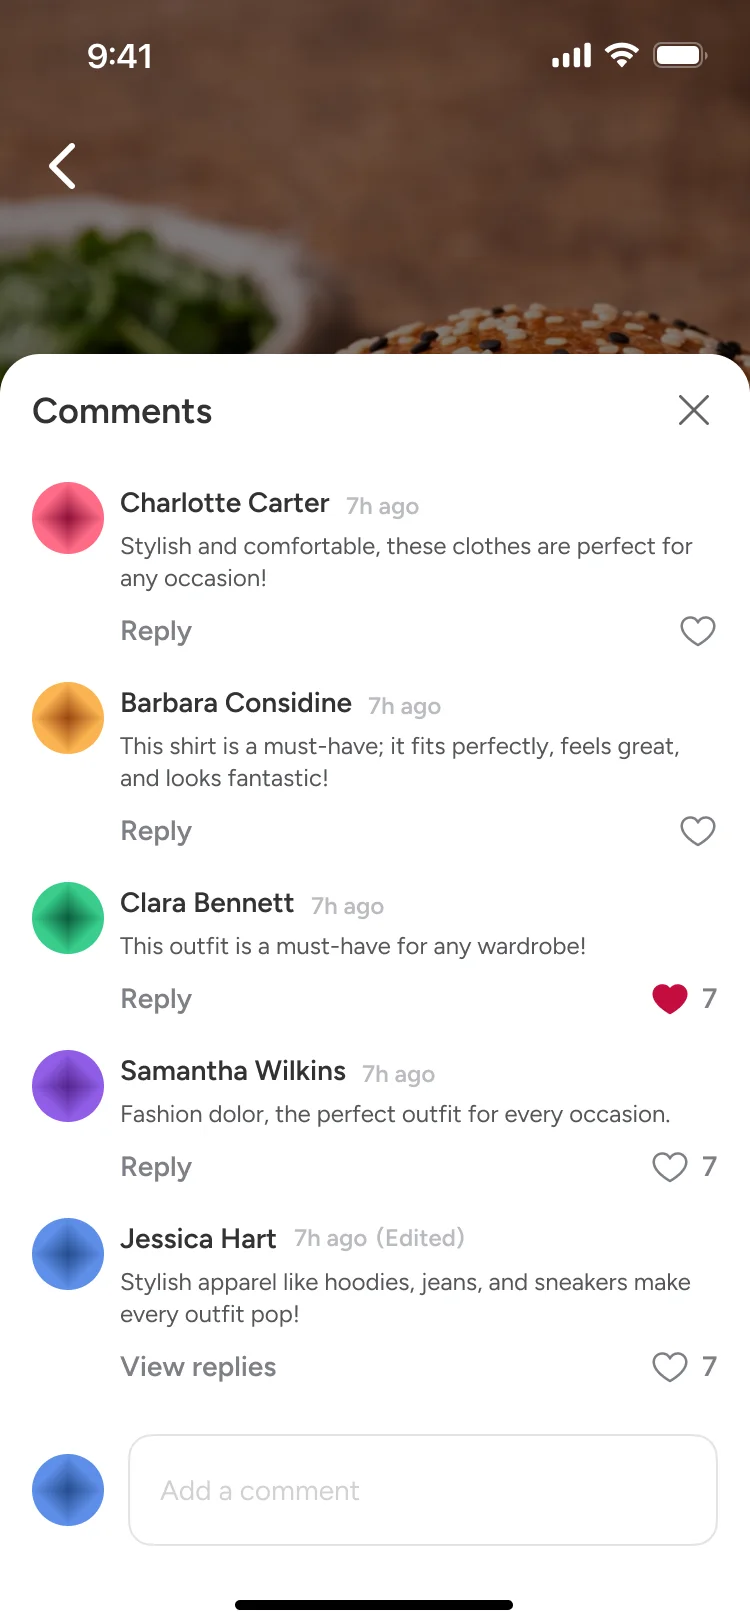 9:41
Comments
Charlotte Carter 7h ago
Stylish and comfortable, these clothes are perfect for
any occasion!
Reply
Barbara Considine 7h ago
This shirt is a must-have; it fits perfectly, feels great,
and looks fantastic!
Reply
Clara Bennett 7h ago
This outfit is a must-have for any wardrobe!
Reply 7
Samantha Wilkins 7h ago
Fashion dolor, the perfect outfit for every occasion.
Reply 7
Jessica Hart 7h ago (Edited)
Stylish apparel like hoodies, jeans, and sneakers make
every outfit pop!
View replies 7
Add a comment